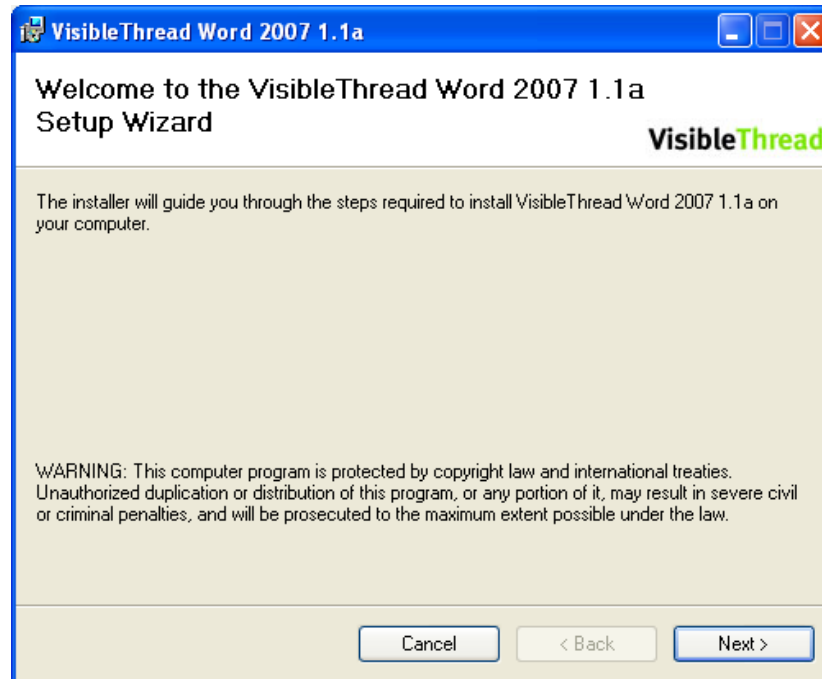 VisibleThread Word 2007 1.1a
Welcome to the VisibleThread Word 2007 1.1a
Setup Wizard
VisibleThread
The installer will guide you through the steps required to install VisibleThread Word 2007 1.1a on
your computer.
WARNING: This computer program is protected by copyright law and international treaties.
Unauthorized duplication or distribution of this program, or any portion of it, may result in severe civil
or criminal penalties, and will be prosecuted to the maximum extent possible under the law.
Cancel
< Back
Next >